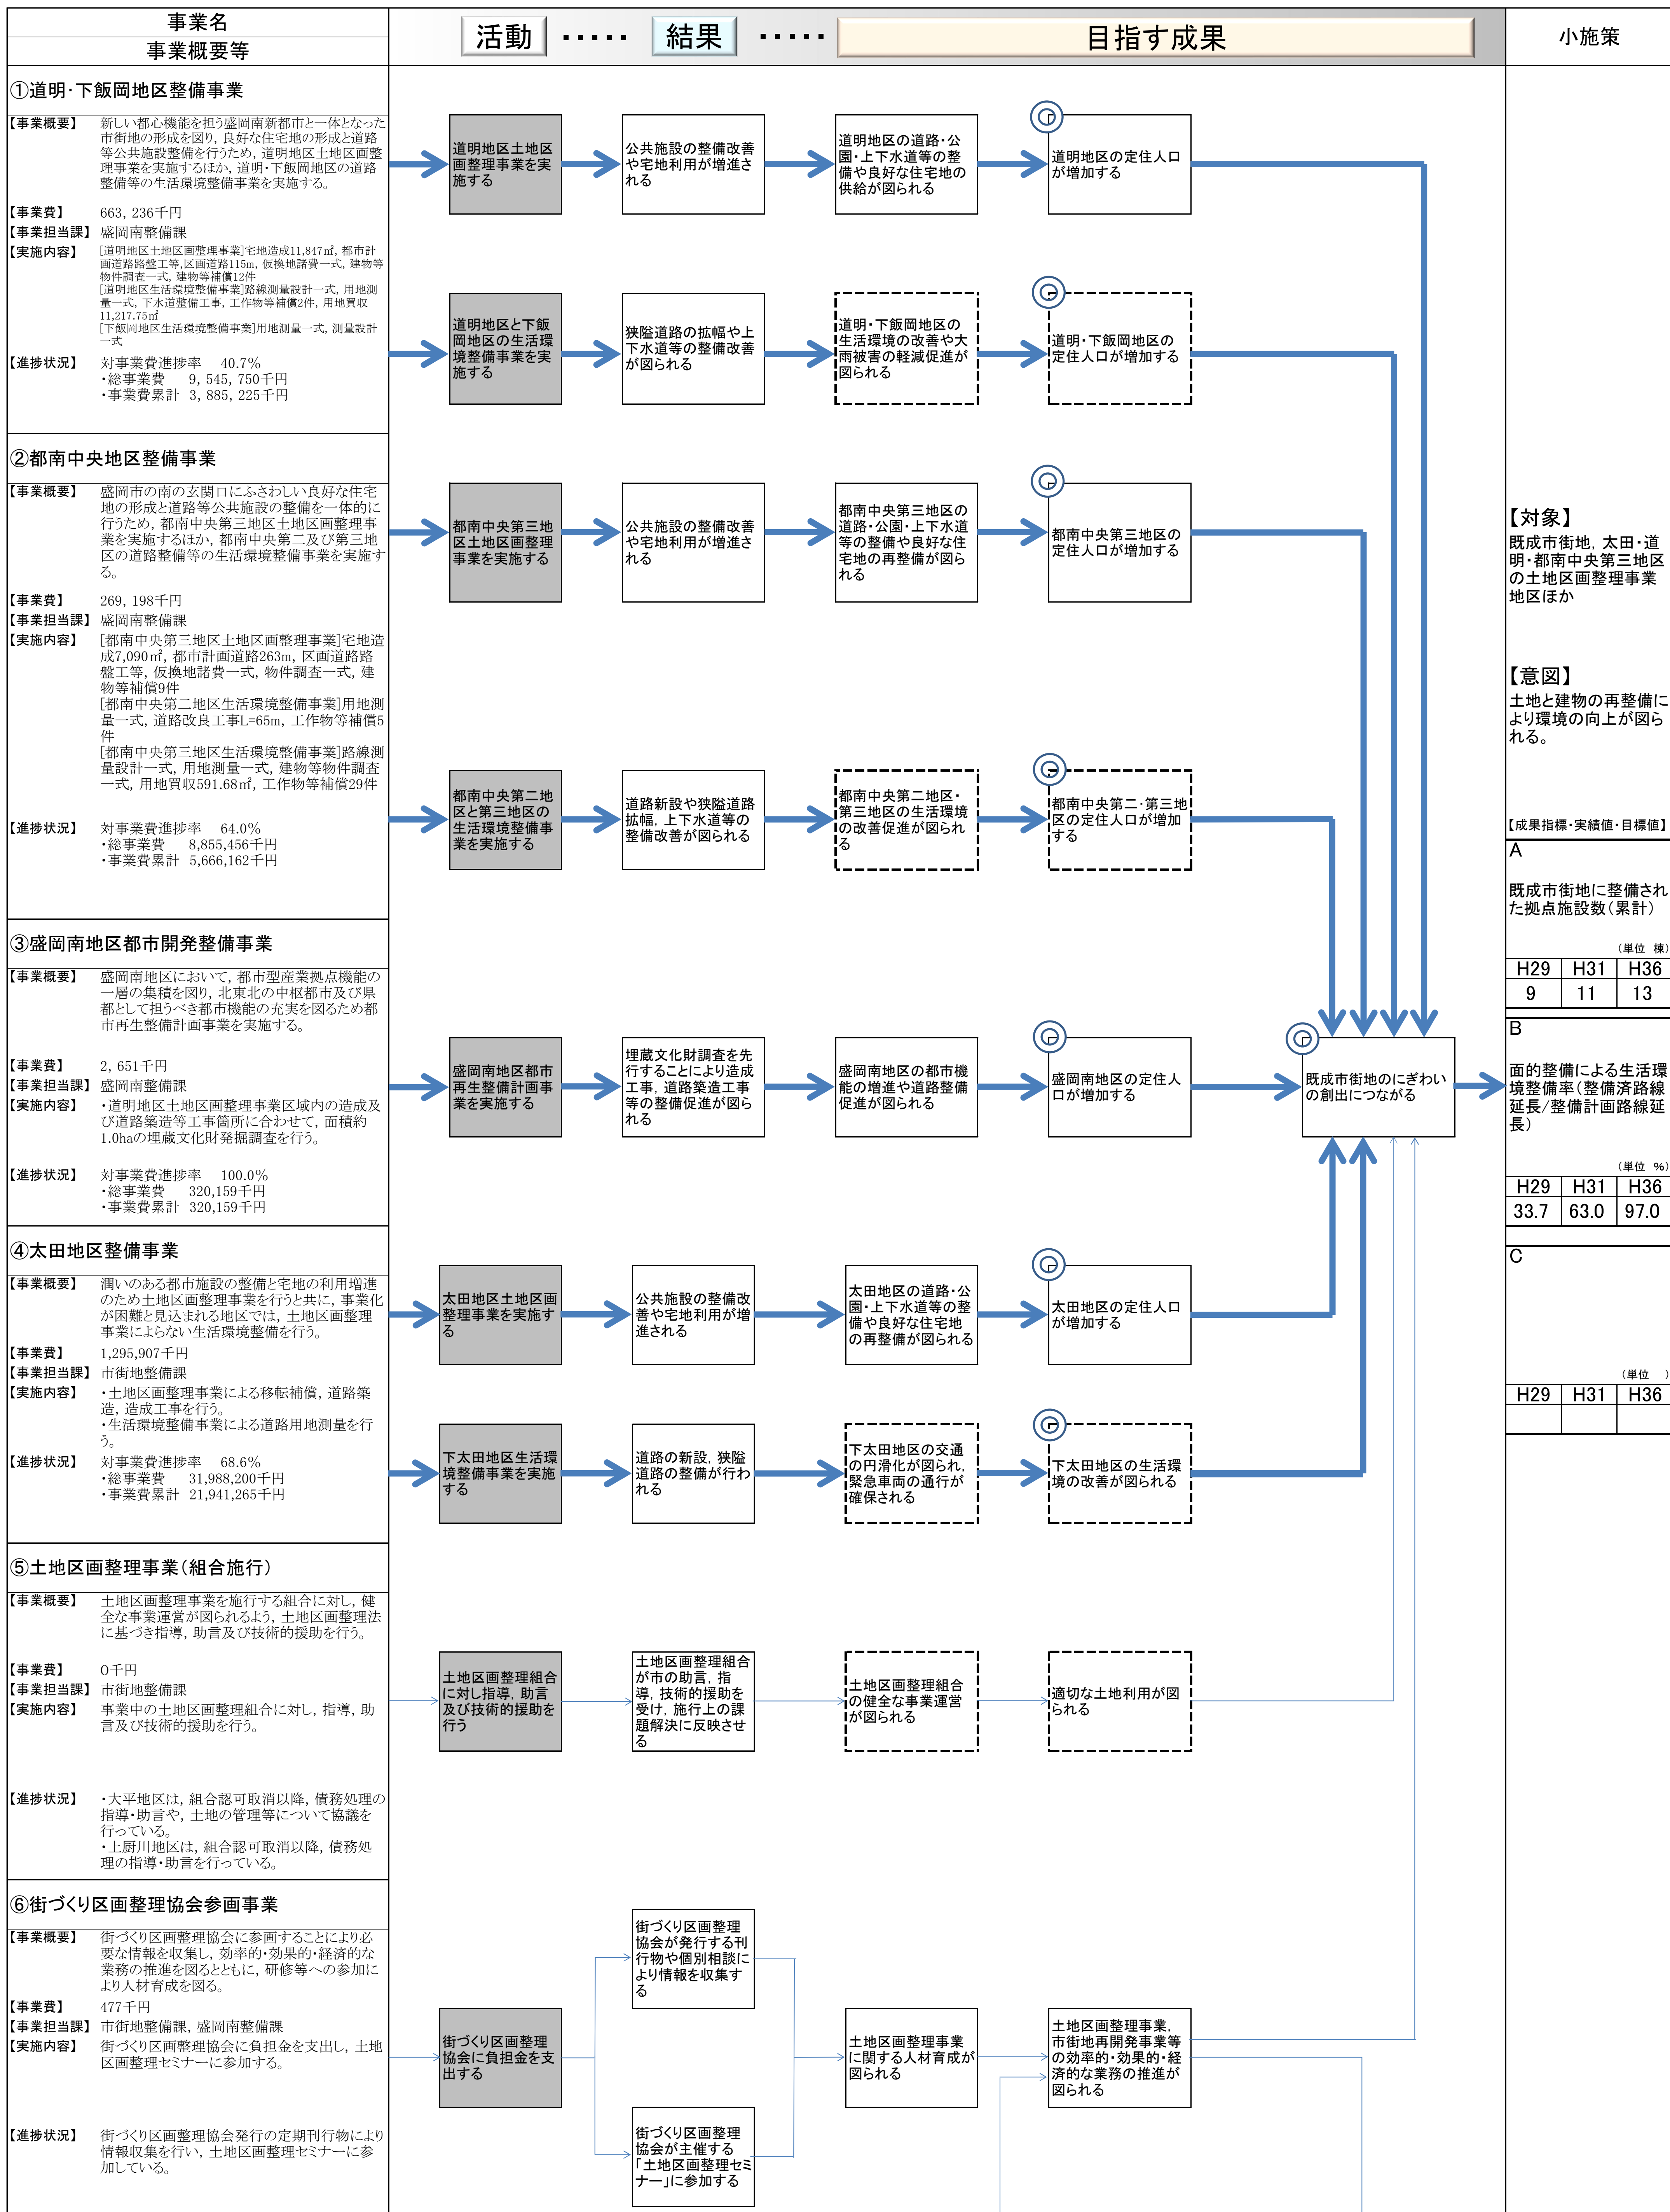 事業名
事業概要等
活動 ・・・・・ 結果 ・・・・・ 目指す成果
小施策
①道明・下飯岡地区整備事業
【事業概要】 新しい都心機能を担う盛岡南新都市と一体となった
市街地の形成を図り，良好な住宅地の形成と道路
等公共施設整備を行うため，道明地区土地区画整
理事業を実施するほか，道明・下飯岡地区の道路
整備等の生活環境整備事業を実施する。
【事業費】 663，236千円
【事業担当課】 盛岡南整備課
【実施内容】 [道明地区土地区画整理事業]宅地造成11,847㎡，都市計
画道路路盤工等,区画道路115m，仮換地諸費一式，建物等
物件調査一式，建物等補償12件
[道明地区生活環境整備事業]路線測量設計一式，用地測
量一式，下水道整備工事，工作物等補償2件，用地買収
11,217.75㎡
[下飯岡地区生活環境整備事業]用地測量一式，測量設計
一式
【進捗状況】 対事業費進捗率 40.7％
・総事業費 9，545，750千円
・事業費累計 3，885，225千円
道明地区土地区
画整理事業を実
施する
公共施設の整備改善
や宅地利用が増進さ
れる
道明地区の道路・公
園・上下水道等の整
備や良好な住宅地の
供給が図られる
道明地区の定住人口
が増加する
道明地区と下飯
岡地区の生活環
境整備事業を実
施する
狭隘道路の拡幅や上
下水道等の整備改善
が図られる
道明・下飯岡地区の
生活環境の改善や大
雨被害の軽減促進が
図られる
道明・下飯岡地区の
定住人口が増加する
②都南中央地区整備事業
【事業概要】 盛岡市の南の玄関口にふさわしい良好な住宅
地の形成と道路等公共施設の整備を一体的に
行うため，都南中央第三地区土地区画整理事
業を実施するほか，都南中央第二及び第三地
区の道路整備等の生活環境整備事業を実施す
る。
【事業費】 269，198千円
【事業担当課】 盛岡南整備課
【実施内容】 [都南中央第三地区土地区画整理事業]宅地造
成7,090㎡，都市計画道路263m，区画道路路
盤工等，仮換地諸費一式，物件調査一式，建
物等補償9件
[都南中央第二地区生活環境整備事業]用地測
量一式，道路改良工事L=65m，工作物等補償5
件
[都南中央第三地区生活環境整備事業]路線測
量設計一式，用地測量一式，建物等物件調査
一式，用地買収591.68㎡，工作物等補償29件
【進捗状況】 対事業費進捗率 64.0％
・総事業費 8,855,456千円
・事業費累計 5,666,162千円
都南中央第三地
区土地区画整理
事業を実施する
公共施設の整備改善
や宅地利用が増進さ
れる
都南中央第三地区の
道路・公園・上下水道
等の整備や良好な住
宅地の再整備が図ら
れる
都南中央第三地区の
定住人口が増加する
都南中央第二地
区と第三地区の
生活環境整備事
業を実施する
道路新設や狭隘道路
拡幅，上下水道等の
整備改善が図られる
都南中央第二地区・
第三地区の生活環境
の改善促進が図られ
る
都南中央第二・第三地
区の定住人口が増加
する
③盛岡南地区都市開発整備事業
【事業概要】 盛岡南地区において，都市型産業拠点機能の
一層の集積を図り，北東北の中枢都市及び県
都として担うべき都市機能の充実を図るため都
市再生整備計画事業を実施する。
【事業費】 2，651千円
【事業担当課】 盛岡南整備課
【実施内容】 ・道明地区土地区画整理事業区域内の造成及
び道路築造等工事箇所に合わせて，面積約
1.0haの埋蔵文化財発掘調査を行う。
【進捗状況】 対事業費進捗率 100.0％
・総事業費 320,159千円
・事業費累計 320,159千円
盛岡南地区都市
再生整備計画事
業を実施する
埋蔵文化財調査を先
行することにより造成
工事，道路築造工事
等の整備促進が図ら
れる
盛岡南地区の都市機
能の増進や道路整備
促進が図られる
盛岡南地区の定住人
口が増加する
既成市街地のにぎわい
の創出につながる
④太田地区整備事業
【事業概要】 潤いのある都市施設の整備と宅地の利用増進
のため土地区画整理事業を行うと共に，事業化
が困難と見込まれる地区では，土地区画整理
事業によらない生活環境整備を行う。
【事業費】 1,295,907千円
【事業担当課】 市街地整備課
【実施内容】 ・土地区画整理事業による移転補償，道路築
造，造成工事を行う。
・生活環境整備事業による道路用地測量を行
う。
【進捗状況】 対事業費進捗率 68.6％
・総事業費 31,988,200千円
・事業費累計 21,941,265千円
太田地区土地区画
整理事業を実施す
る
公共施設の整備改
善や宅地利用が増
進される
太田地区の道路・公
園・上下水道等の整
備や良好な住宅地
の再整備が図られる
太田地区の定住人口
が増加する
下太田地区生活環
境整備事業を実施
する
道路の新設，狭隘
道路の整備が行わ
れる
下太田地区の交通
の円滑化が図られ，
緊急車両の通行が
確保される
下太田地区の生活環
境の改善が図られる
⑤土地区画整理事業（組合施行）
【事業概要】 土地区画整理事業を施行する組合に対し，健
全な事業運営が図られるよう，土地区画整理法
に基づき指導，助言及び技術的援助を行う。
【事業費】 0千円
【事業担当課】 市街地整備課
【実施内容】 事業中の土地区画整理組合に対し，指導，助
言及び技術的援助を行う。
【進捗状況】 ・大平地区は，組合認可取消以降，債務処理の
指導・助言や，土地の管理等について協議を
行っている。
・上厨川地区は，組合認可取消以降，債務処
理の指導・助言を行っている。
土地区画整理組合
に対し指導，助言
及び技術的援助を
行う
土地区画整理組合
が市の助言，指
導，技術的援助を
受け，施行上の課
題解決に反映させ
る
土地区画整理組合
の健全な事業運営
が図られる
適切な土地利用が図
られる
⑥街づくり区画整理協会参画事業
【事業概要】 街づくり区画整理協会に参画することにより必
要な情報を収集し，効率的・効果的・経済的な
業務の推進を図るとともに，研修等への参加に
より人材育成を図る。
【事業費】 477千円
【事業担当課】 市街地整備課，盛岡南整備課
【実施内容】 街づくり区画整理協会に負担金を支出し，土地
区画整理セミナーに参加する。
【進捗状況】 街づくり区画整理協会発行の定期刊行物により
情報収集を行い，土地区画整理セミナーに参
加している。
街づくり区画整理
協会に負担金を支
出する
街づくり区画整理
協会が発行する刊
行物や個別相談に
より情報を収集す
る
街づくり区画整理
協会が主催する
「土地区画整理セミ
ナー」に参加する
土地区画整理事業
に関する人材育成が
図られる
土地区画整理事業，
市街地再開発事業等
の効率的・効果的・経
済的な業務の推進が
図られる
【対象】
既成市街地，太田・道
明・都南中央第三地区
の土地区画整理事業
地区ほか
【意図】
土地と建物の再整備に
より環境の向上が図ら
れる。
【成果指標・実績値・目標値】
A
既成市街地に整備され
た拠点施設数（累計）
（単位 棟）
H29 H31 H36
9 11 13
B
面的整備による生活環
境整備率（整備済路線
延長/整備計画路線延
長）
（単位 %）
H29 H31 H36
33.7 63.0 97.0
C
（単位 ）
H29 H31 H36